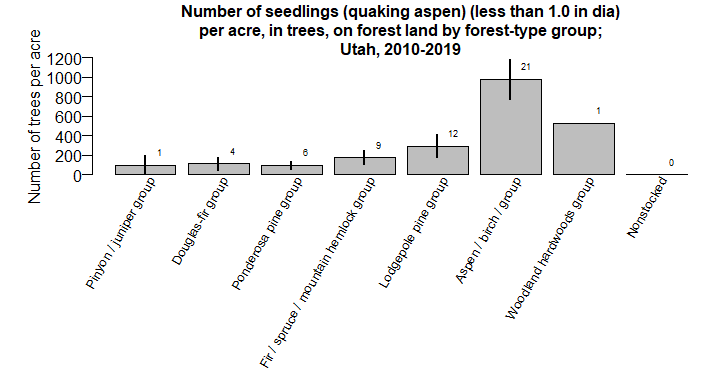 Number of seedlings (quaking aspen) (less than 1.0 in dia)
per acre, in trees, on forest land by forest-type group;
Utah, 2010-2019
Number of trees per acre
1200
1000
800
600
400
200
0
1
4
6
9
12
21
1
0
Pinyon / juniper group
Douglas-fir group
Ponderosa pine group
Fir / spruce / mountain hemlock group
Lodgepole pine group
Aspen / birch / group
Woodland hardwoods group
Nonstocked